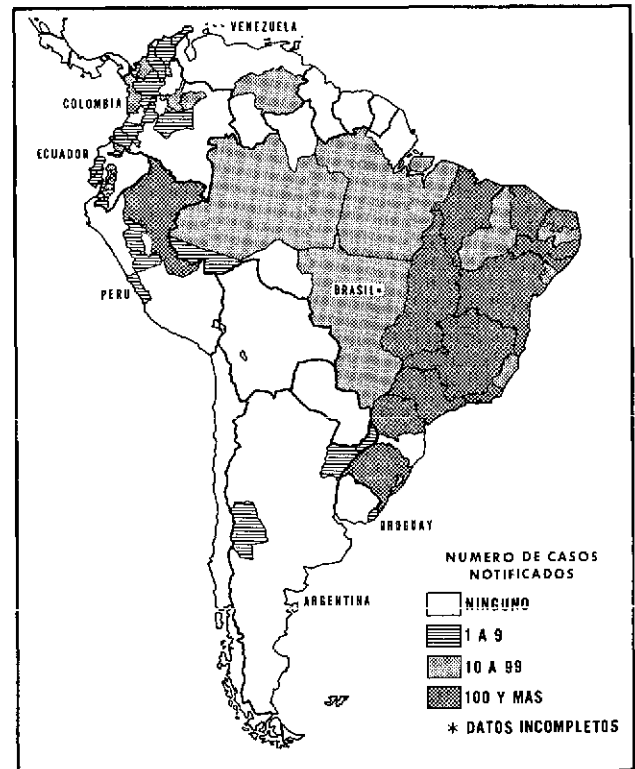 VENEZUELA
COLOMBIA
ECUADOR
BRASIL*
PERU
URUGUAY
ARGENTINA
NUMERO DE CASOS
NOTIFICADOS
NINGUNO
1 A 9
10 A 99
100 Y MAS
* DATOS INCOMPLETOS